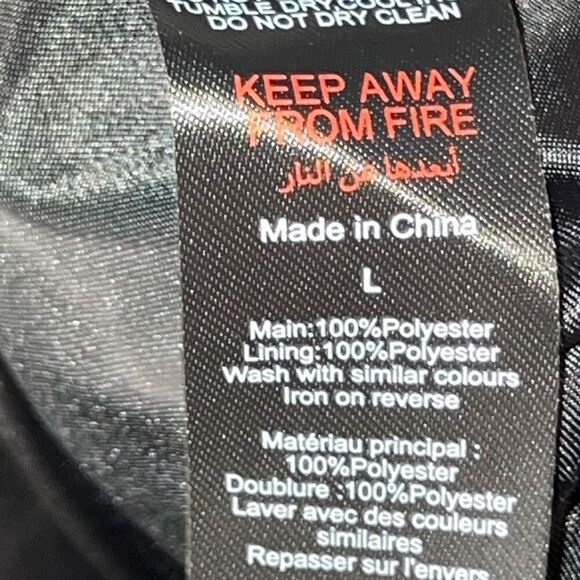 TUMBLE DRY,COOL
DO NOT DRY CLEAN
KEEP AWAY
FROM FIRE
أبعدها عن النار
Made in China
L
Main:100%Polyester
Lining:100%Polyester
Wash with similar colours
Iron on reverse
Matériau principal :
100%Polyester
Doublure :100%Polyester
Laver avec des couleurs
similaires
Repasser sur l'envers